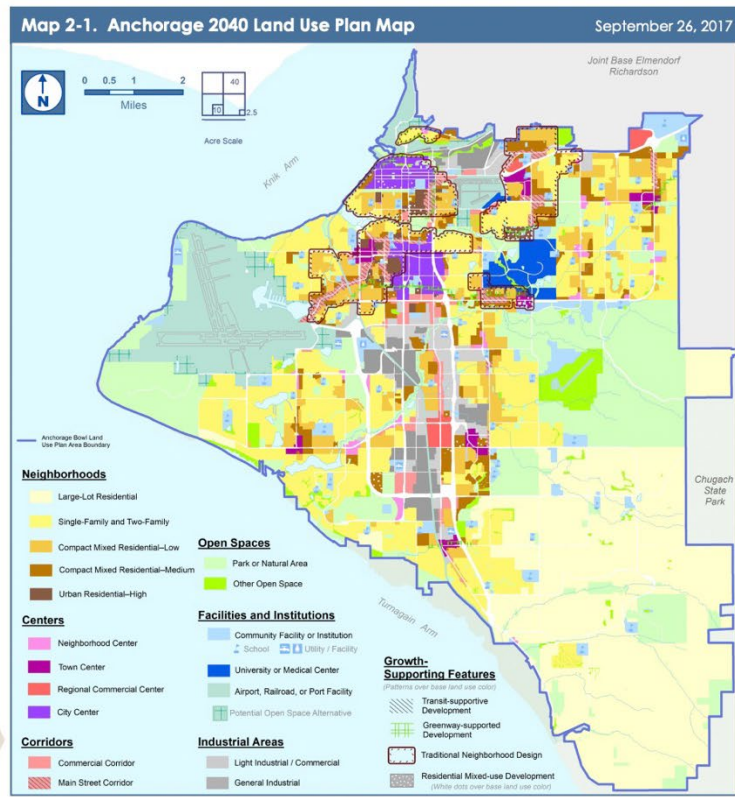 Map 2-1. Anchorage 2040 Land Use Plan Map
September 26, 2017
N
0 0.5 1 2
Miles
40
10
2.5
Acre Scale
Joint Base Elmendorf
Richardson
Knik Arm
Chugach
State
Park
Turnagain Arm
Anchorage Bowl Land
Use Plan Area Boundary
Neighborhoods
Large-Lot Residential
Single-Family and Two-Family
Compact Mixed Residential–Low
Compact Mixed Residential–Medium
Urban Residential–High
Centers
Neighborhood Center
Town Center
Regional Commercial Center
City Center
Corridors
Commercial Corridor
Main Street Corridor
Open Spaces
Park or Natural Area
Other Open Space
Facilities and Institutions
Community Facility or Institution
School
Utility / Facility
University or Medical Center
Airport, Railroad, or Port Facility
Potential Open Space Alternative
Industrial Areas
Light Industrial / Commercial
General Industrial
Growth-
Supporting Features
(Patterns over base land use color)
Transit-supportive
Development
Greenway-supported
Development
Traditional Neighborhood Design
Residential Mixed-use Development
(White dots over base land use color)